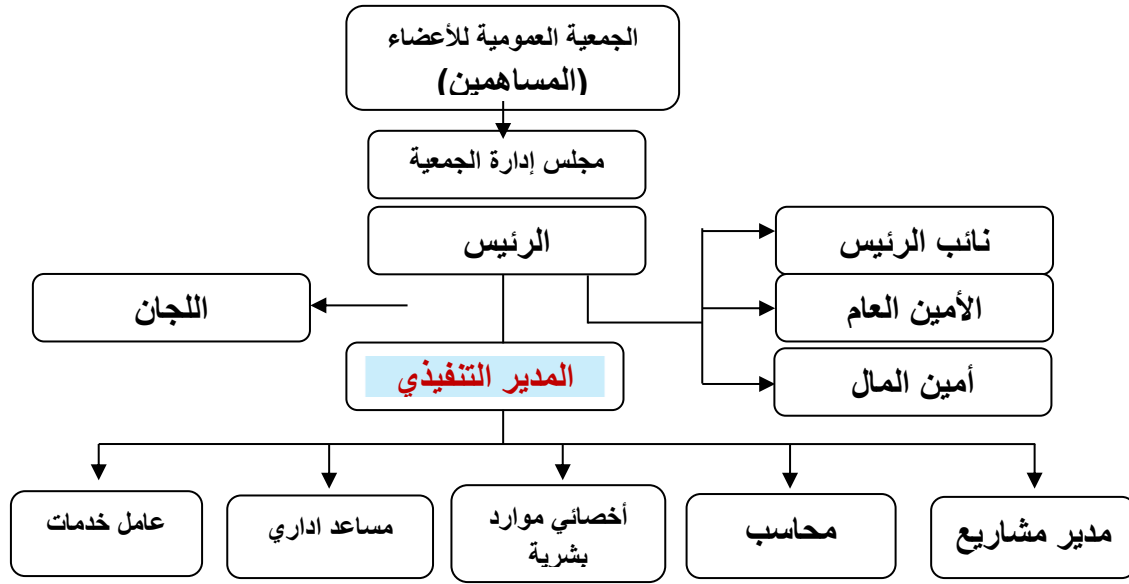 الجمعية العمومية للأعضاء
(المساهمين)
مجلس إدارة الجمعية
الرئيس
نائب الرئيس
الأمين العام
أمين المال
اللجان
المدير التنفيذي
مدير مشاريع
محاسب
أخصائي موارد
بشرية
مساعد اداري
عامل خدمات